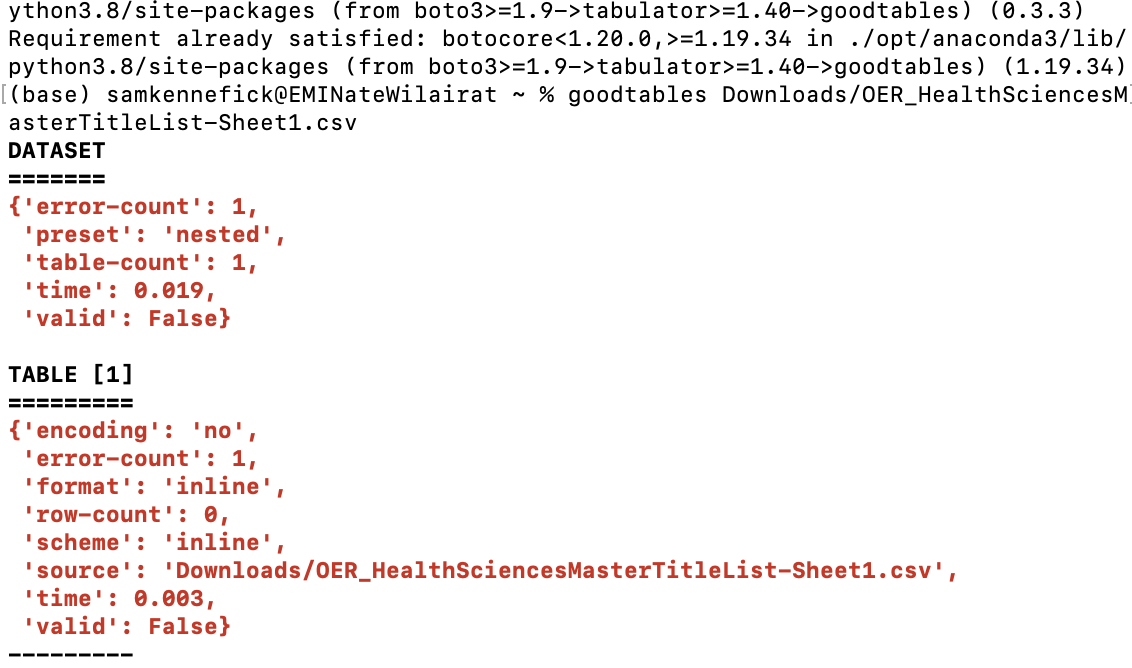 ython3.8/site-packages (from boto3>=1.9->tabulator>=1.40->goodtables) (0.3.3)
Requirement already satisfied: botocore<1.20.0,>=1.19.34 in ./opt/anaconda3/lib/
python3.8/site-packages (from boto3>=1.9->tabulator>=1.40->goodtables) (1.19.34)
[(base) samkennefick@EMINateWilairat ~ % goodtables Downloads/OER_HealthSciencesM]
asterTitleList-Sheet1.csv
DATASET
=======
{'error-count': 1,
 'preset': 'nested',
 'table-count': 1,
 'time': 0.019,
 'valid': False}

TABLE [1]
=========
{'encoding': 'no',
 'error-count': 1,
 'format': 'inline',
 'row-count': 0,
 'scheme': 'inline',
 'source': 'Downloads/OER_HealthSciencesMasterTitleList-Sheet1.csv',
 'time': 0.003,
 'valid': False}
---------